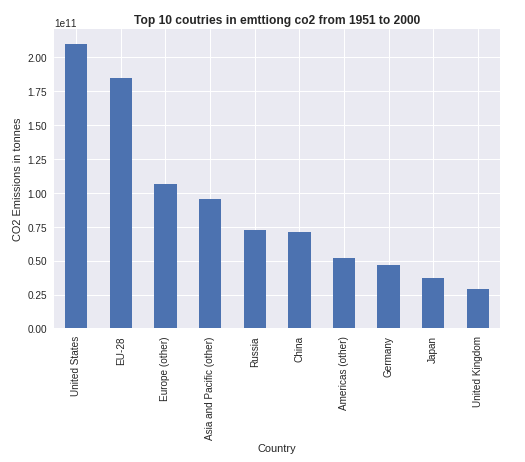 Top 10 coutries in emttiong co2 from 1951 to 2000
1e11
2.00
1.75
1.50
1.25
1.00
0.75
0.50
0.25
0.00
CO2 Emissions in tonnes
United States
EU-28
Europe (other)
Asia and Pacific (other)
Russia
China
Americas (other)
Germany
Japan
United Kingdom
Country